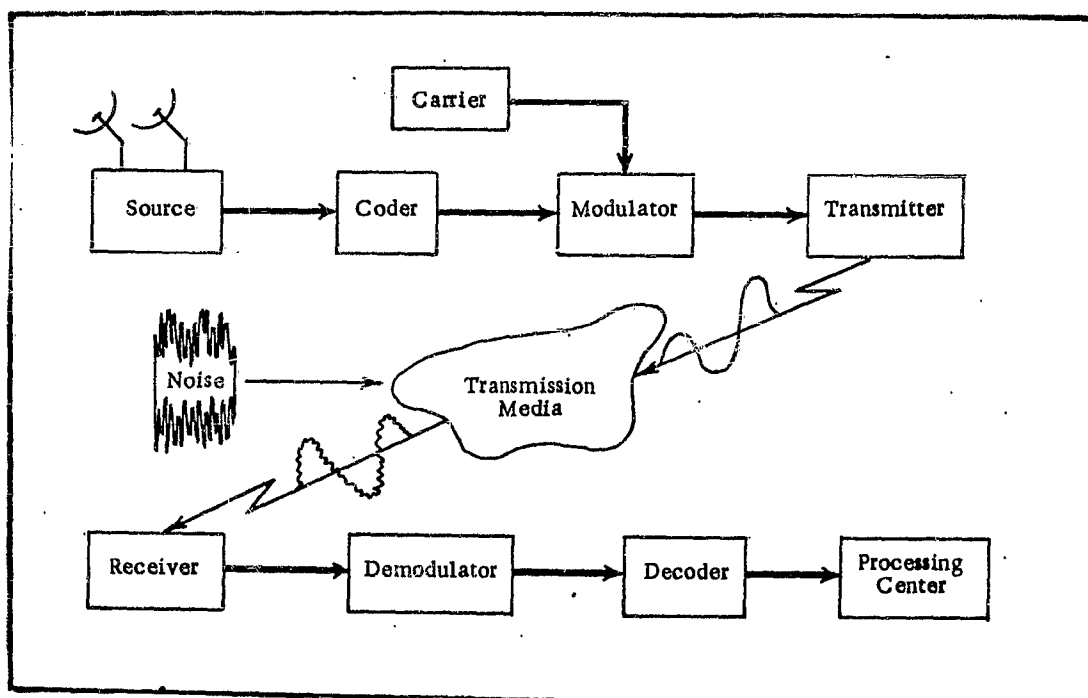 Carrier
Source
Coder
Modulator
Transmitter
Noise
Transmission
Media
Receiver
Demodulator
Decoder
Processing
Center